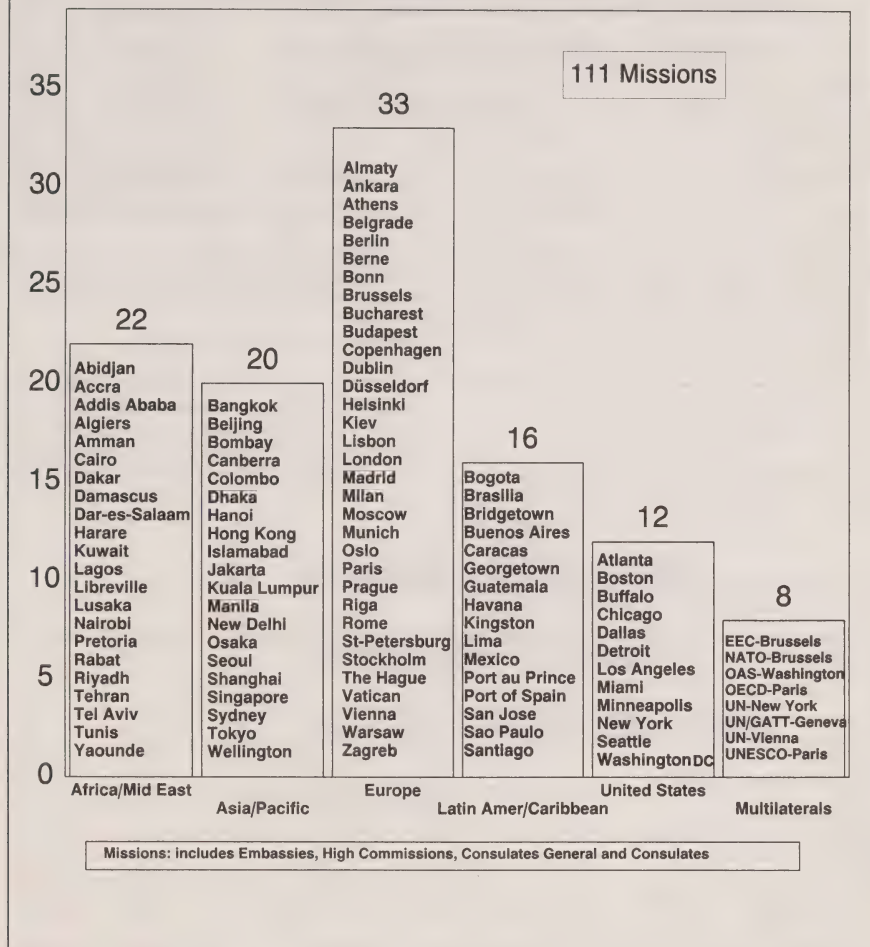 111 Missions
35
30
25
20
15
10
5
0
22
Abidjan
Accra
Addis Ababa
Algiers
Amman
Cairo
Dakar
Damascus
Dar-es-Salaam
Harare
Kuwait
Lagos
Libreville
Lusaka
Nairobi
Pretoria
Rabat
Riyadh
Tehran
Tel Aviv
Tunis
Yaounde
Africa/Mid East
20
Bangkok
Beijing
Bombay
Canberra
Colombo
Dhaka
Hanoi
Hong Kong
Islamabad
Jakarta
Kuala Lumpur
Manila
New Delhi
Osaka
Seoul
Shanghai
Singapore
Sydney
Tokyo
Wellington
Asia/Pacific
33
Almaty
Ankara
Athens
Belgrade
Berlin
Berne
Bonn
Brussels
Bucharest
Budapest
Copenhagen
Dublin
Düsseldorf
Helsinki
Kiev
Lisbon
London
Madrid
Milan
Moscow
Munich
Oslo
Paris
Prague
Riga
Rome
St-Petersburg
Stockholm
The Hague
Vatican
Vienna
Warsaw
Zagreb
Europe
16
Bogota
Brasilia
Bridgetown
Buenos Aires
Caracas
Georgetown
Guatemala
Havana
Kingston
Lima
Mexico
Port au Prince
Port of Spain
San Jose
Sao Paulo
Santiago
Latin Amer/Caribbean
12
Atlanta
Boston
Buffalo
Chicago
Dallas
Detroit
Los Angeles
Miami
Minneapolis
New York
Seattle
Washington DC
United States
8
EEC-Brussels
NATO-Brussels
OAS-Washington
OECD-Paris
UN-New York
UN/GATT-Geneva
UN-Vienna
UNESCO-Paris
Multilaterals
Missions: includes Embassies, High Commissions, Consulates General and Consulates